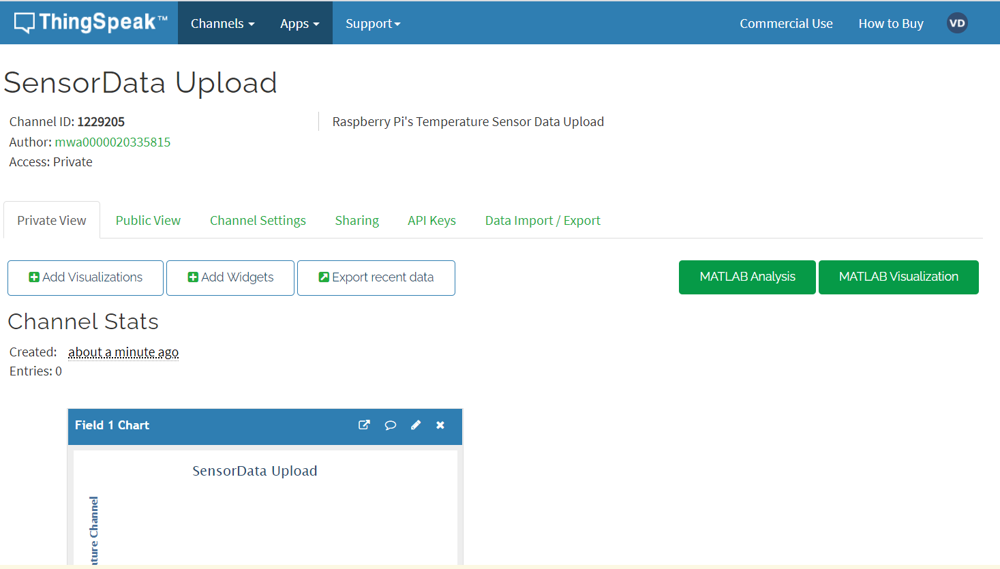 ThingSpeak™ Channels Apps Support Commercial Use How to Buy VD
SensorData Upload
Channel ID: 1229205 Raspberry Pi's Temperature Sensor Data Upload
Author: mwa0000020335815
Access: Private
Private View Public View Channel Settings Sharing API Keys Data Import / Export
Add Visualizations Add Widgets Export recent data MATLAB Analysis MATLAB Visualization
Channel Stats
Created: about a minute ago
Entries: 0
Field 1 Chart
SensorData Upload
Channel